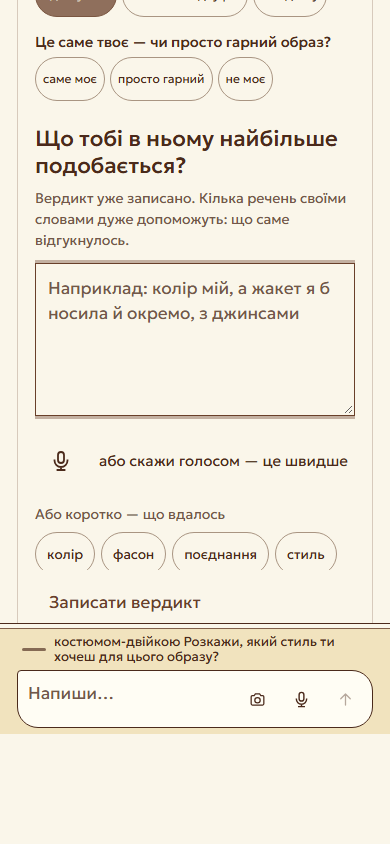 Це саме твоє — чи просто гарний образ?
саме моє
просто гарний
не моє
Що тобі в ньому найбільше
подобається?
Вердикт уже записано. Кілька речень своїми
словами дуже допоможуть: що саме
відгукнулось.
Наприклад: колір мій, а жакет я б
носила й окремо, з джинсами
або скажи голосом — це швидше
Або коротко — що вдалось
колір
фасон
поєднання
стиль
Записати вердикт
костюмом-двійкою Розкажи, який стиль ти
хочеш для цього образу?
Напиши...